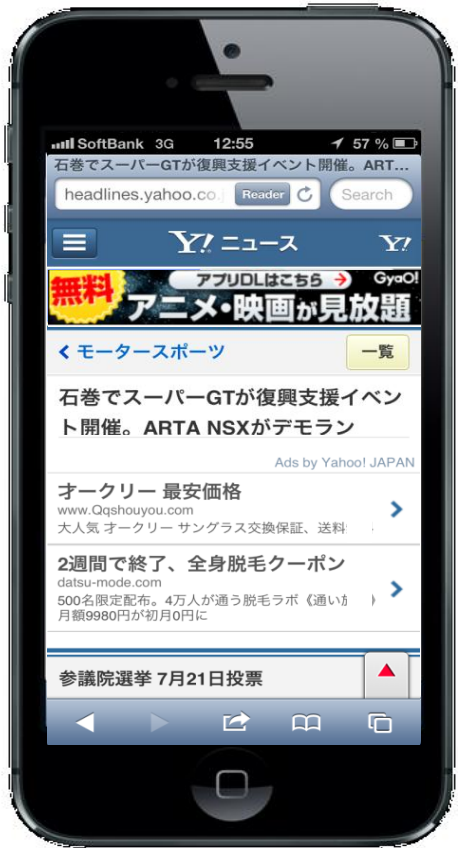 SoftBank 3G 12:55 57 %
石巻でスーパーGTが復興支援イベント開催。ART...
headlines.yahoo.co. Reader Search
Y! ニュース Y!
無料 アプリDLはこちら GyaO!
アニメ・映画が見放題
モータースポーツ 一覧
石巻でスーパーGTが復興支援イベン
ト開催。ARTA NSXがデモラン
Ads by Yahoo! JAPAN
オークリー 最安価格
www.Qqshouyou.com
大人気 オークリー サングラス交換保証、送料
2週間で終了、全身脱毛クーポン
datsu-mode.com
500名限定配布。4万人が通う脱毛ラボ《通い放
月額9980円が初月0円に
参議院選挙 7月21日投票